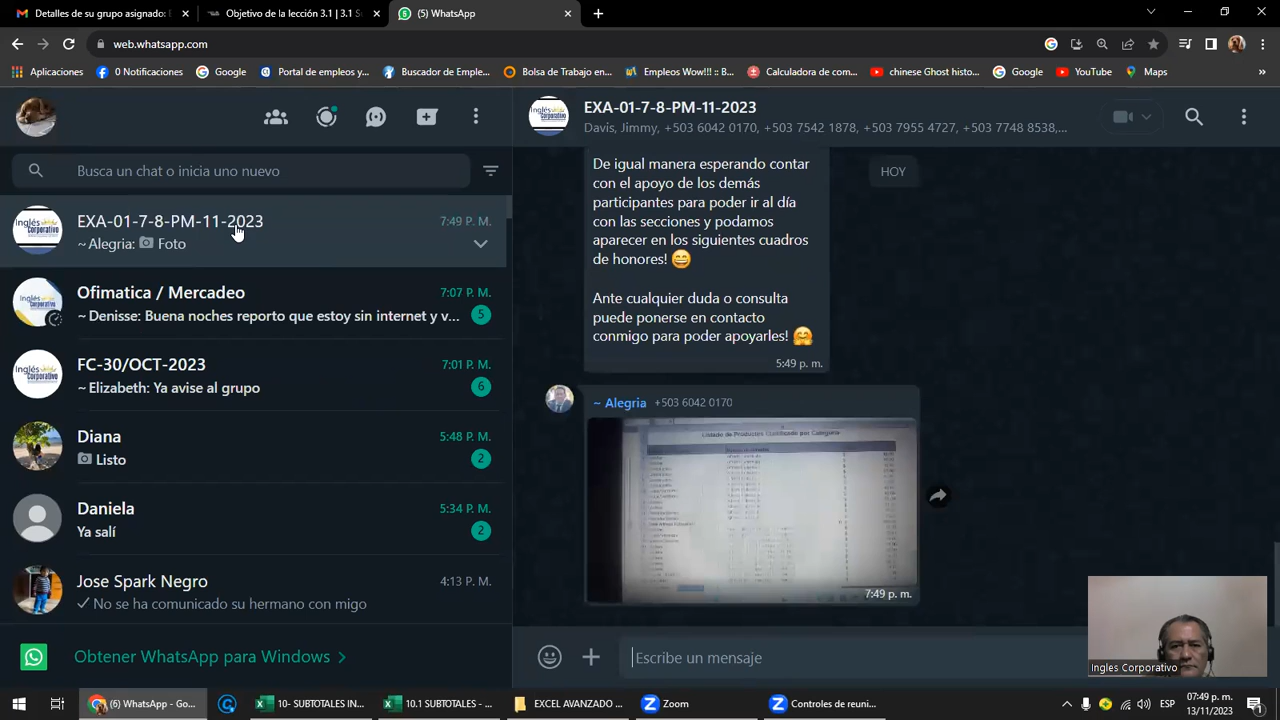 Detalles de su grupo asignado: l
Objetivo de la lección 3.1 | 3.1 S
(5) WhatsApp
web.whatsapp.com
Aplicaciones
0 Notificaciones
Google
Portal de empleos y...
Buscador de Emple...
Bolsa de Trabajo en...
Empleos Wow!!! :: B...
Calculadora de com...
chinese Ghost histo...
Google
YouTube
Maps
Busca un chat o inicia uno nuevo
EXA-01-7-8-PM-11-2023
7:49 P. M.
~ Alegria: Foto
Ofimatica / Mercadeo
7:07 P. M.
~ Denisse: Buena noches reporto que estoy sin internet y v...
5
FC-30/OCT-2023
7:01 P. M.
~ Elizabeth: Ya avise al grupo
6
Diana
5:48 P. M.
Listo
2
Daniela
5:34 P. M.
Ya salí
2
Jose Spark Negro
4:13 P. M.
No se ha comunicado su hermano con migo
Obtener WhatsApp para Windows
EXA-01-7-8-PM-11-2023
Davis, Jimmy, +503 6042 0170, +503 7542 1878, +503 7955 4727, +503 7748 8538,...
HOY
De igual manera esperando contar
con el apoyo de los demás
participantes para poder ir al día
con las secciones y podamos
aparecer en los siguientes cuadros
de honores! 😄
Ante cualquier duda o consulta
puede ponerse en contacto
conmigo para poder apoyarles! 🤗
5:49 p. m.
~ Alegria +503 6042 0170
Listado de Productos Clasificado por Categoria
7:49 p. m.
Escribe un mensaje
Ingles Corporativo
(5) WhatsApp - Go...
10- SUBTOTALES IN...
10.1 SUBTOTALES - ...
EXCEL AVANZADO ...
Zoom
Controles de reuni...
ESP
07:49 p. m.
13/11/2023